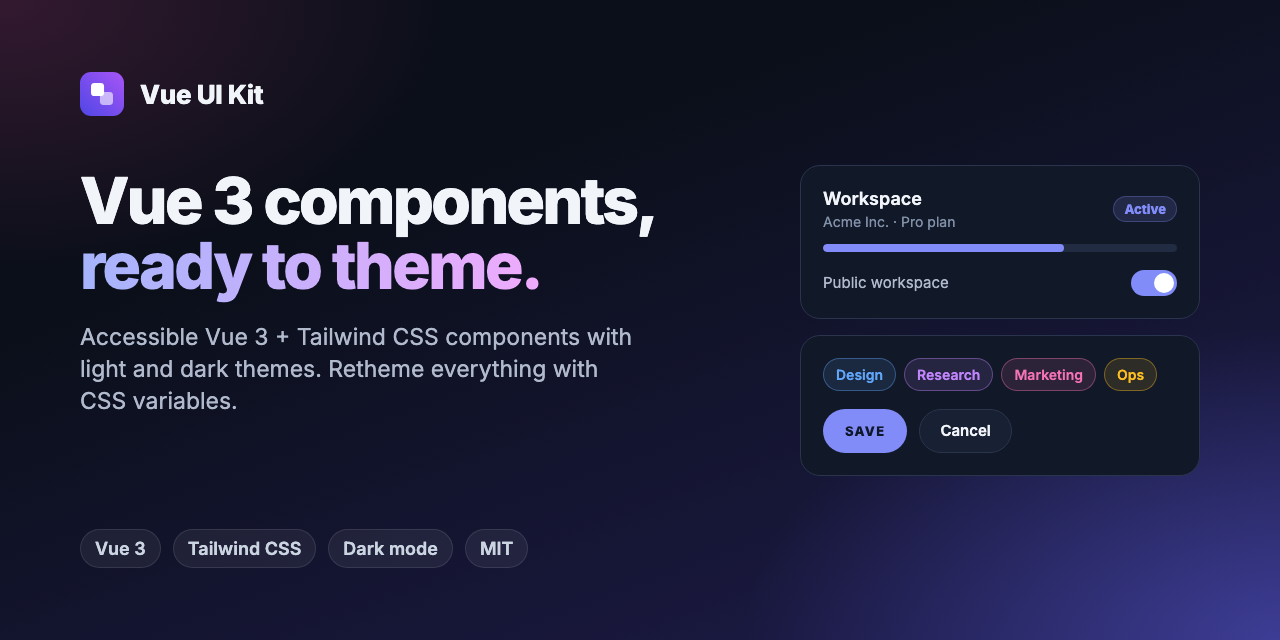 Vue UI Kit
Vue 3 components,
ready to theme.
Accessible Vue 3 + Tailwind CSS components with
light and dark themes. Retheme everything with
CSS variables.
Vue 3
Tailwind CSS
Dark mode
MIT
Workspace
Acme Inc. · Pro plan
Active
Public workspace
Design
Research
Marketing
Ops
SAVE
Cancel